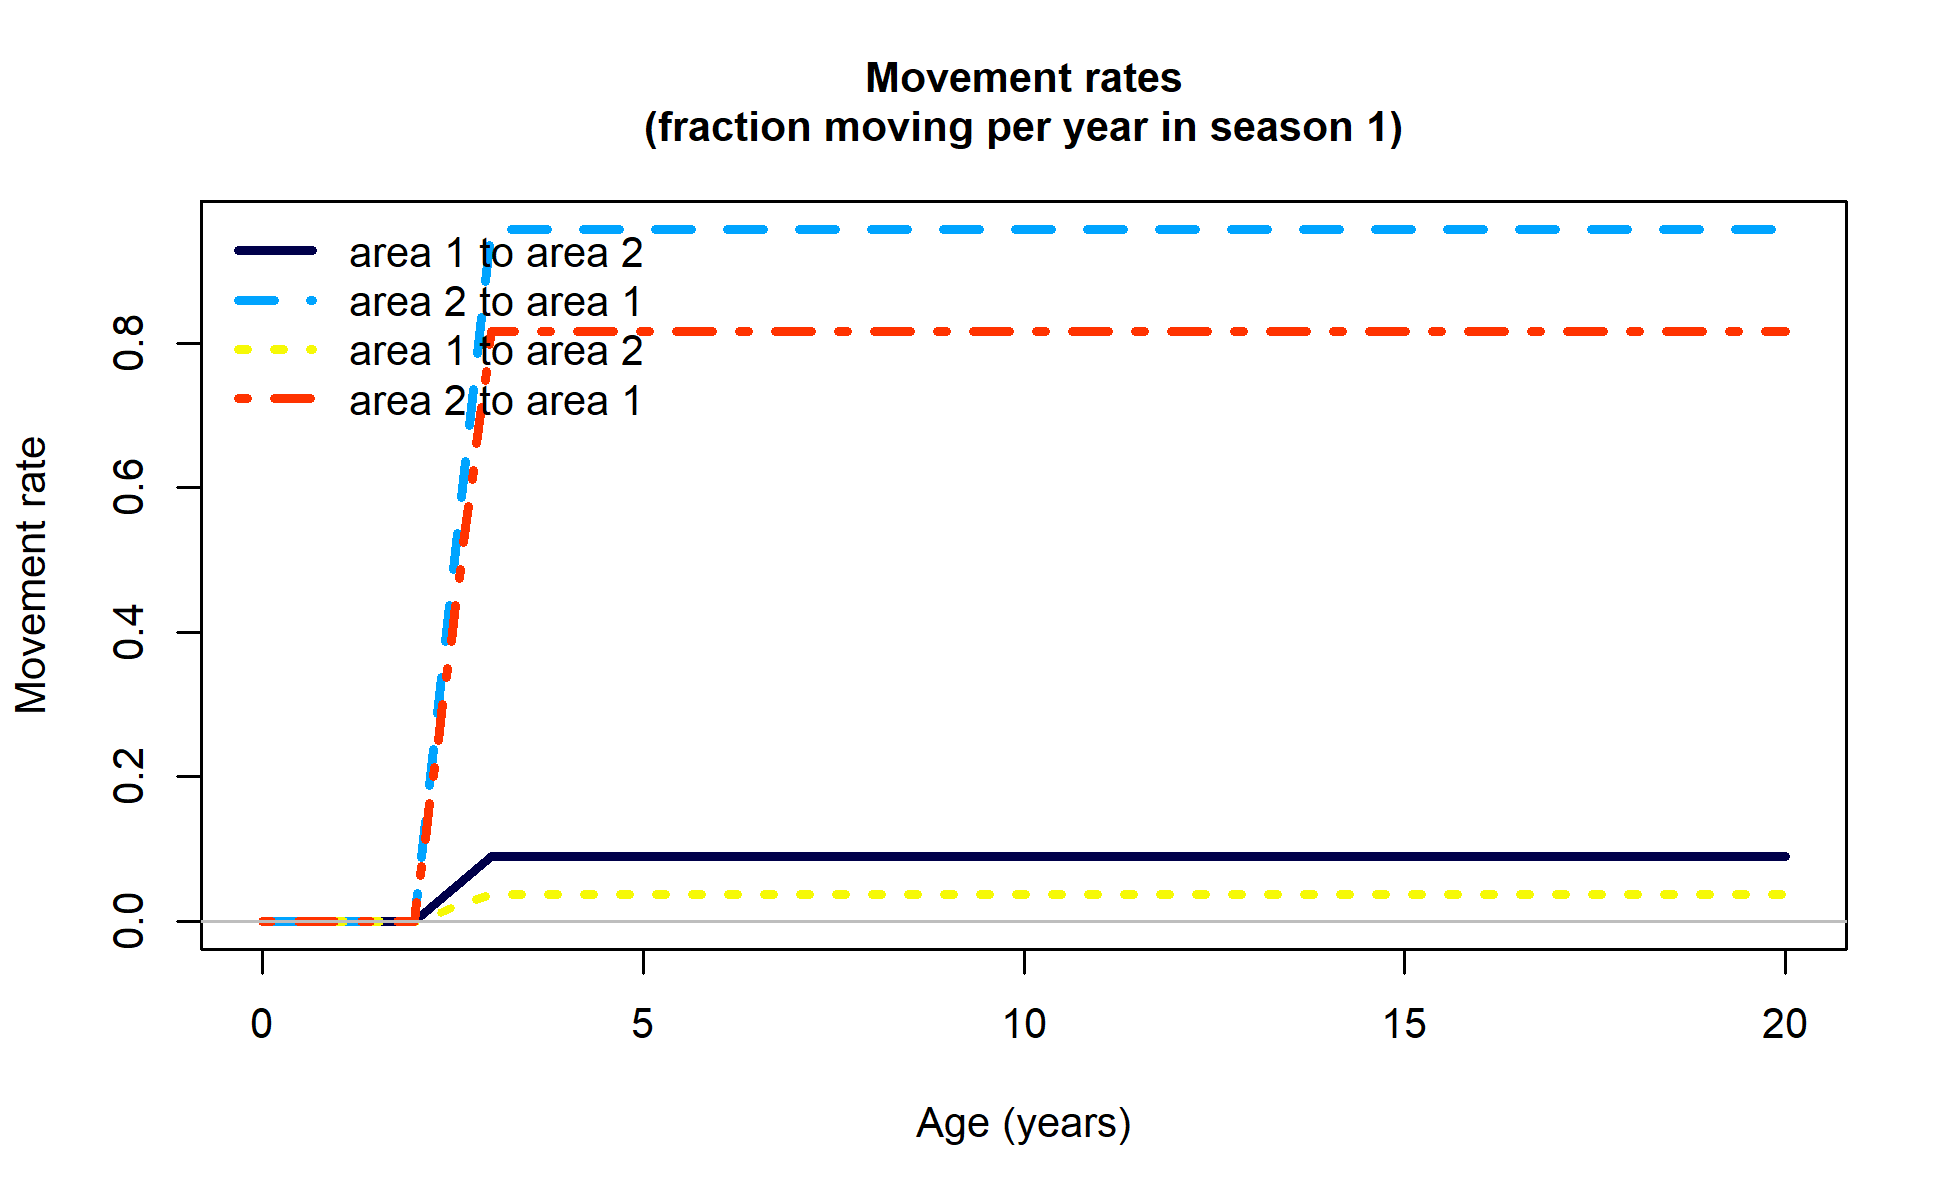 Movement rates
(fraction moving per year in season 1)
area 1 to area 2
area 2 to area 1
area 1 to area 2
area 2 to area 1
Movement rate
0.8
0.6
0.4
0.2
0.0
0 5 10 15 20
Age (years)